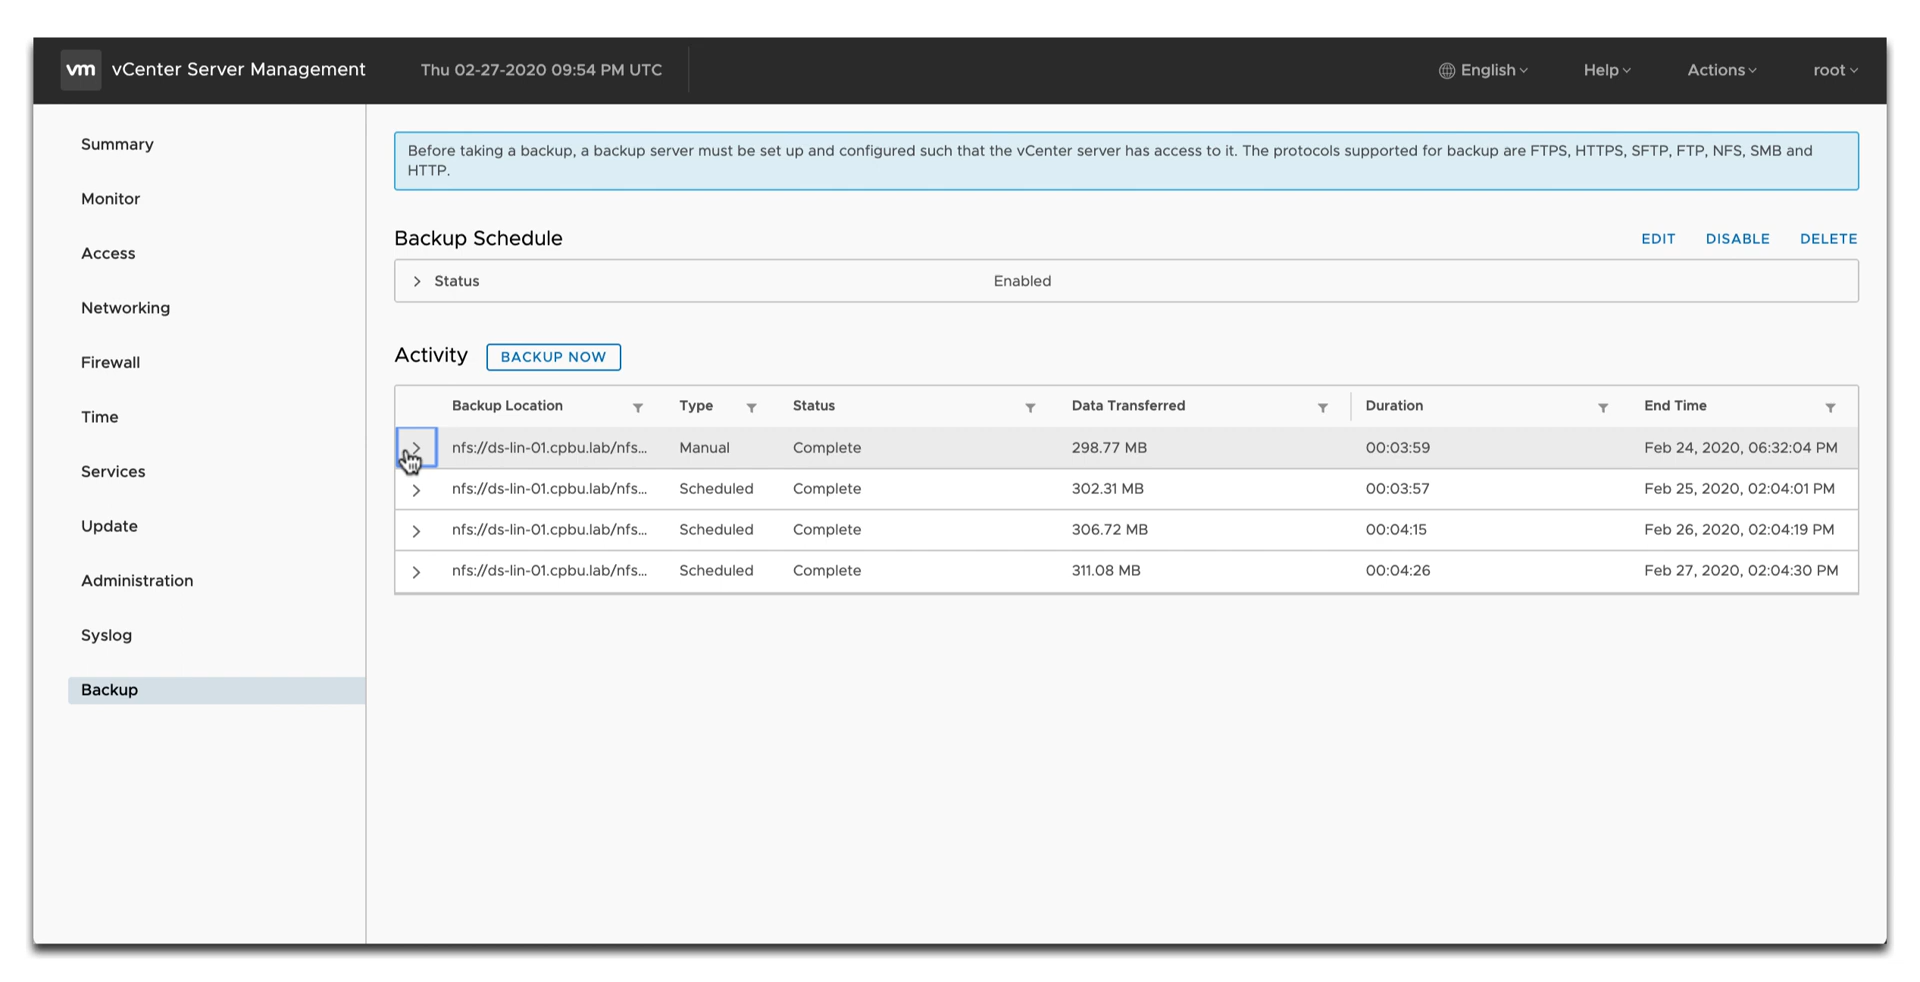 vm vCenter Server Management Thu 02-27-2020 09:54 PM UTC English Help Actions root
Summary
Monitor
Access
Networking
Firewall
Time
Services
Update
Administration
Syslog
Backup
Before taking a backup, a backup server must be set up and configured such that the vCenter server has access to it. The protocols supported for backup are FTPS, HTTPS, SFTP, FTP, NFS, SMB and
HTTP.
Backup Schedule EDIT DISABLE DELETE
Status Enabled
Activity BACKUP NOW
Backup Location Type Status Data Transferred Duration End Time
nfs://ds-lin-01.cpbu.lab/nfs... Manual Complete 298.77 MB 00:03:59 Feb 24, 2020, 06:32:04 PM
nfs://ds-lin-01.cpbu.lab/nfs... Scheduled Complete 302.31 MB 00:03:57 Feb 25, 2020, 02:04:01 PM
nfs://ds-lin-01.cpbu.lab/nfs... Scheduled Complete 306.72 MB 00:04:15 Feb 26, 2020, 02:04:19 PM
nfs://ds-lin-01.cpbu.lab/nfs... Scheduled Complete 311.08 MB 00:04:26 Feb 27, 2020, 02:04:30 PM